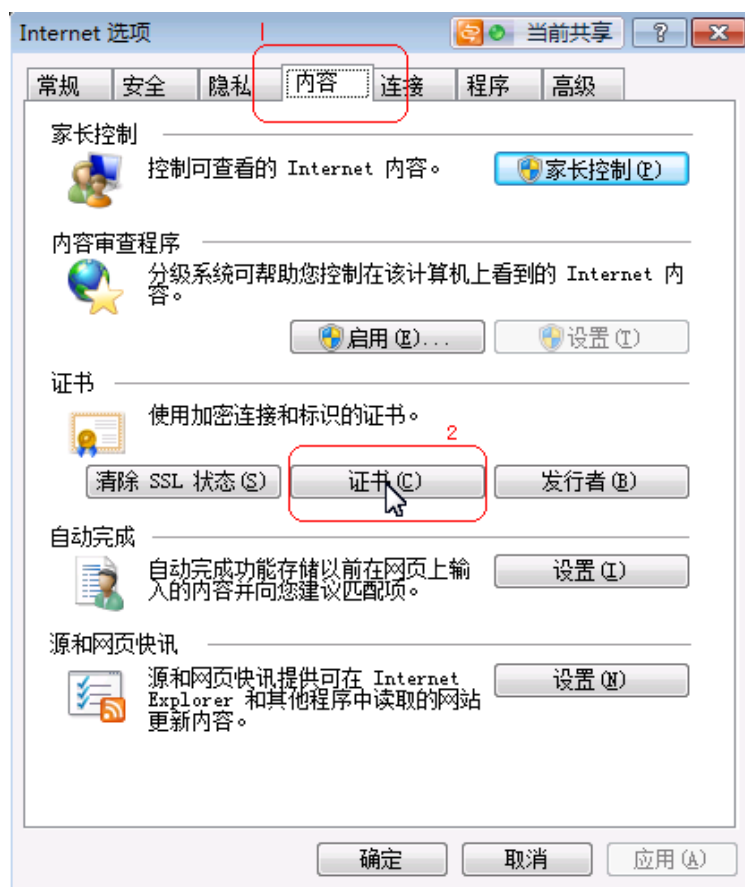 Internet 选项
1
当前共享
?
常规 安全 隐私 内容 连接 程序 高级
家长控制
控制可查看的 Internet 内容。
家长控制(P)
内容审查程序
分级系统可帮助您控制在该计算机上看到的 Internet 内
容。
启用(E)...
设置(T)
证书
使用加密连接和标识的证书。
2
清除 SSL 状态(S)
证书(C)
发行者(B)
自动完成
自动完成功能存储以前在网页上输
入的内容并向您建议匹配项。
设置(I)
源和网页快讯
源和网页快讯提供可在 Internet
Explorer 和其他程序中读取的网站
更新内容。
设置(N)
确定
取消
应用(A)